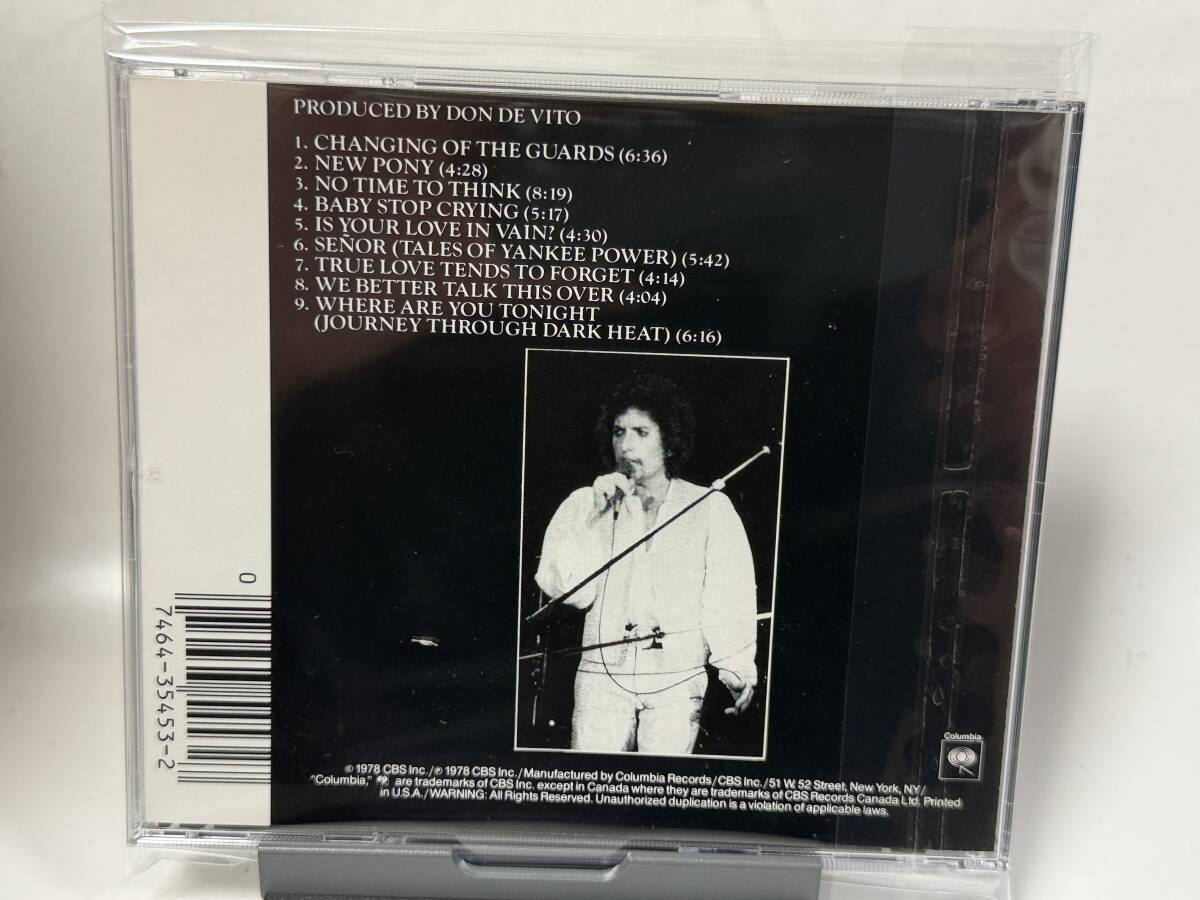 PRODUCED BY DON DE VITO
1. CHANGING OF THE GUARDS (6:36)
2. NEW PONY (4:28)
3. NO TIME TO THINK (8:19)
4. BABY STOP CRYING (5:17)
5. IS YOUR LOVE IN VAIN? (4:30)
6. SEÑOR (TALES OF YANKEE POWER) (5:42)
7. TRUE LOVE TENDS TO FORGET (4:14)
8. WE BETTER TALK THIS OVER (4:04)
9. WHERE ARE YOU TONIGHT
(JOURNEY THROUGH DARK HEAT) (6:16)
0
7464-35453-2
Columbia
© 1978 CBS Inc./℗ 1978 CBS Inc./Manufactured by Columbia Records/CBS Inc./51 W. 52 Street, New York, NY/
"Columbia," are trademarks of CBS Inc. except in Canada where they are trademarks of CBS Records Canada Ltd. Printed
in U.S.A./WARNING: All Rights Reserved. Unauthorized duplication is a violation of applicable laws.